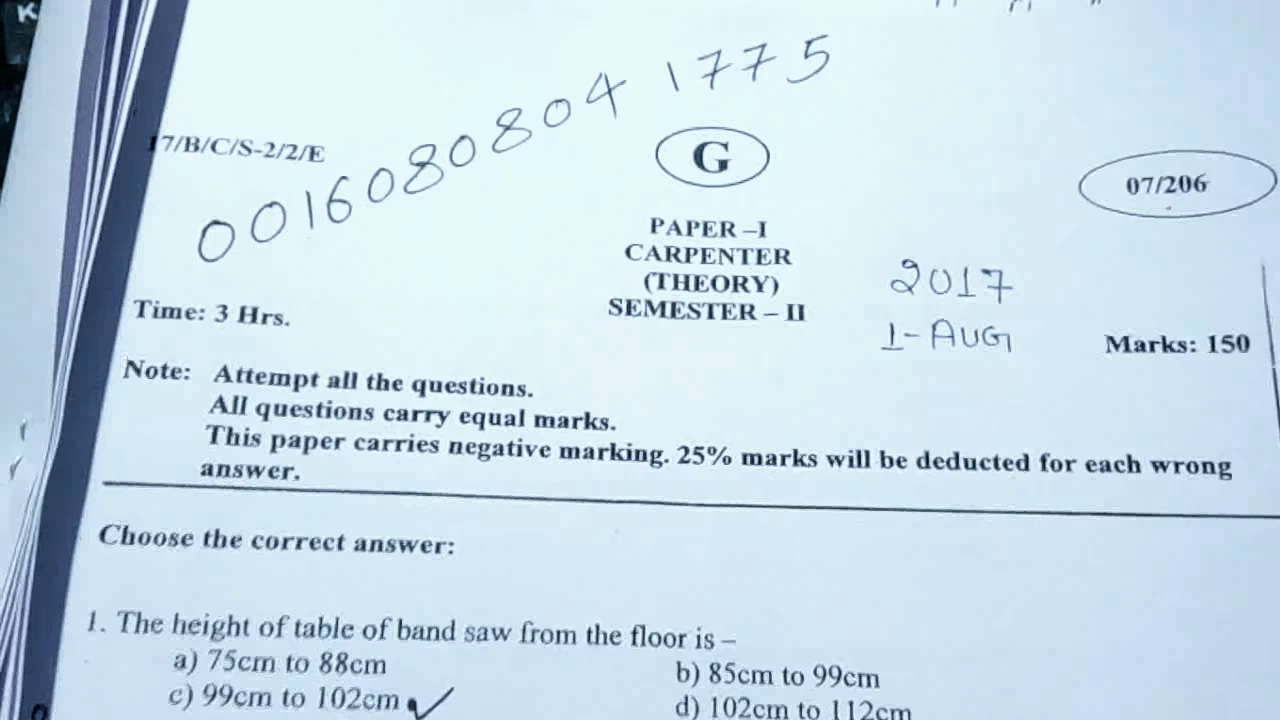 K
001608080804 1775
17/B/C/S-2/2/E
G
07/206
PAPER –I
CARPENTER
(THEORY)
SEMESTER – II
2017
1-AUG
Time: 3 Hrs.
Marks: 150
Note: Attempt all the questions.
All questions carry equal marks.
This paper carries negative marking. 25% marks will be deducted for each wrong
answer.
Choose the correct answer:
1. The height of table of band saw from the floor is –
a) 75cm to 88cm
b) 85cm to 99cm
c) 99cm to 102cm ✓
d) 102cm to 112cm